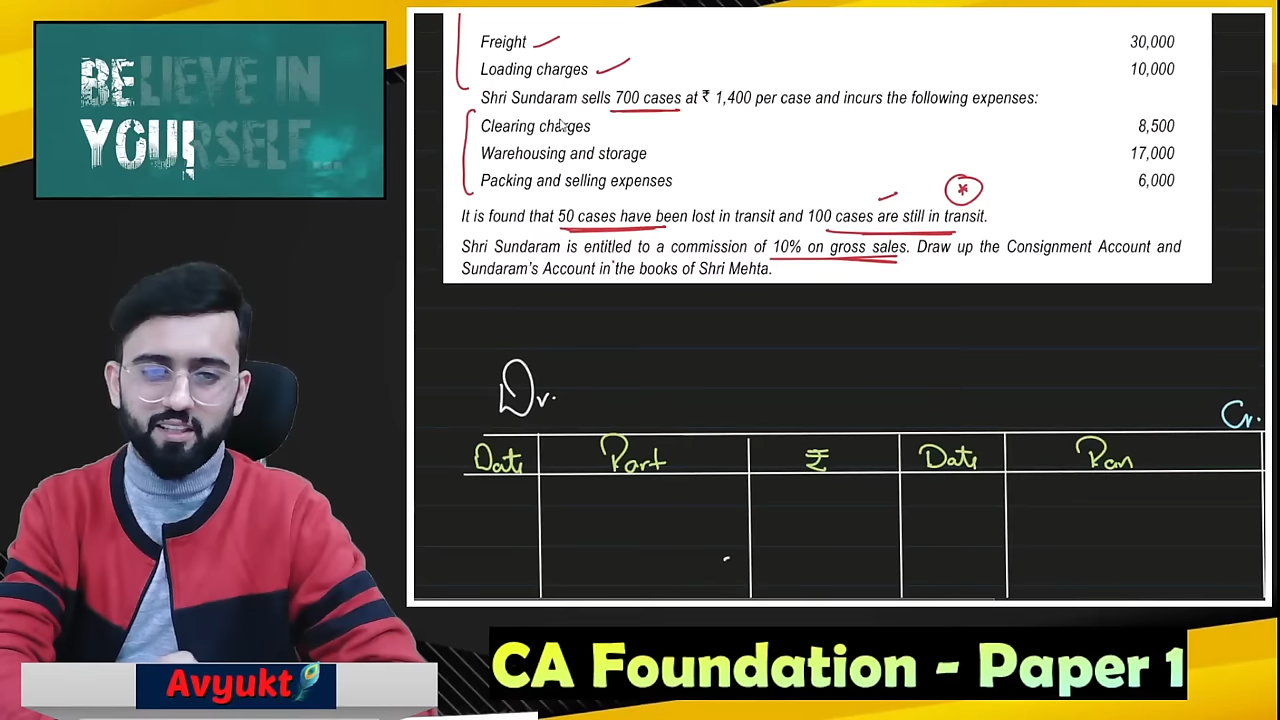 BELIEVE IN
YOURSELF...
Freight 30,000
Loading charges 10,000
Shri Sundaram sells 700 cases at ₹ 1,400 per case and incurs the following expenses:
Clearing charges 8,500
Warehousing and storage 17,000
Packing and selling expenses 6,000
It is found that 50 cases have been lost in transit and 100 cases are still in transit.
Shri Sundaram is entitled to a commission of 10% on gross sales. Draw up the Consignment Account and
Sundaram's Account in the books of Shri Mehta.
Dr. Cr.
Date Part ₹ Date Par
Avyukt
CA Foundation - Paper 1